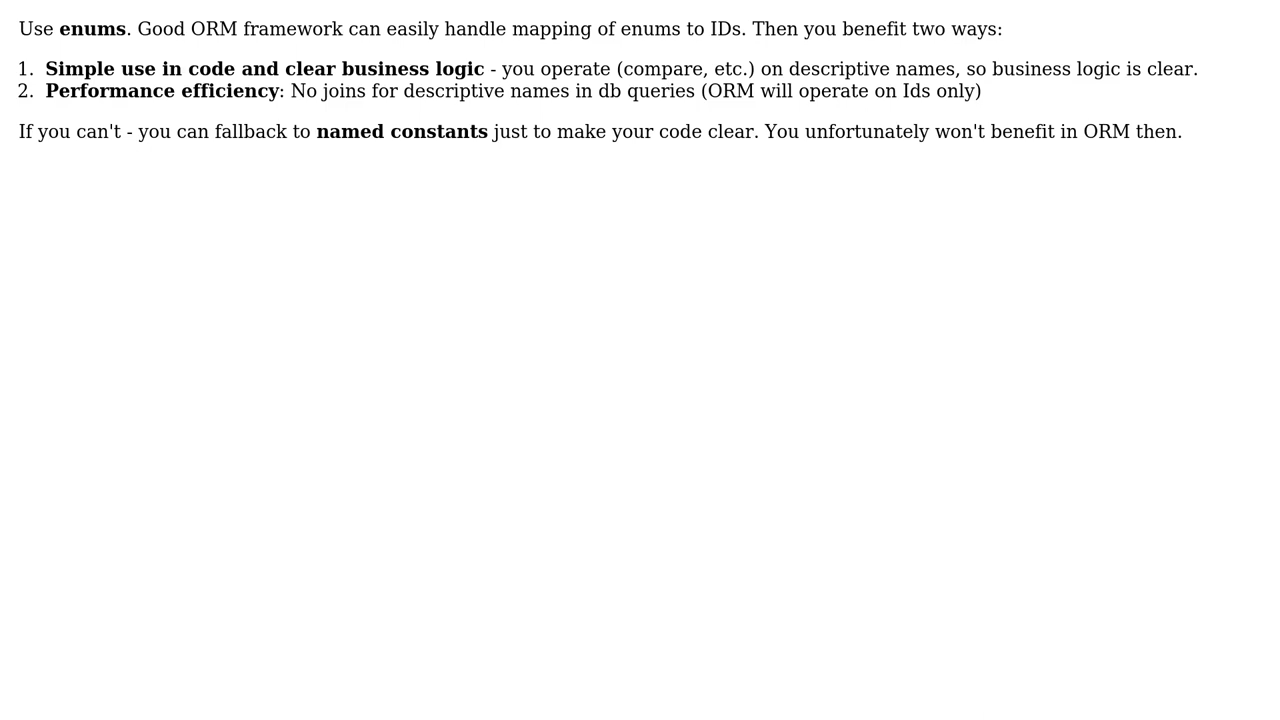 Use enums. Good ORM framework can easily handle mapping of enums to IDs. Then you benefit two ways:
1. Simple use in code and clear business logic - you operate (compare, etc.) on descriptive names, so business logic is clear.
2. Performance efficiency: No joins for descriptive names in db queries (ORM will operate on Ids only)
If you can't - you can fallback to named constants just to make your code clear. You unfortunately won't benefit in ORM then.